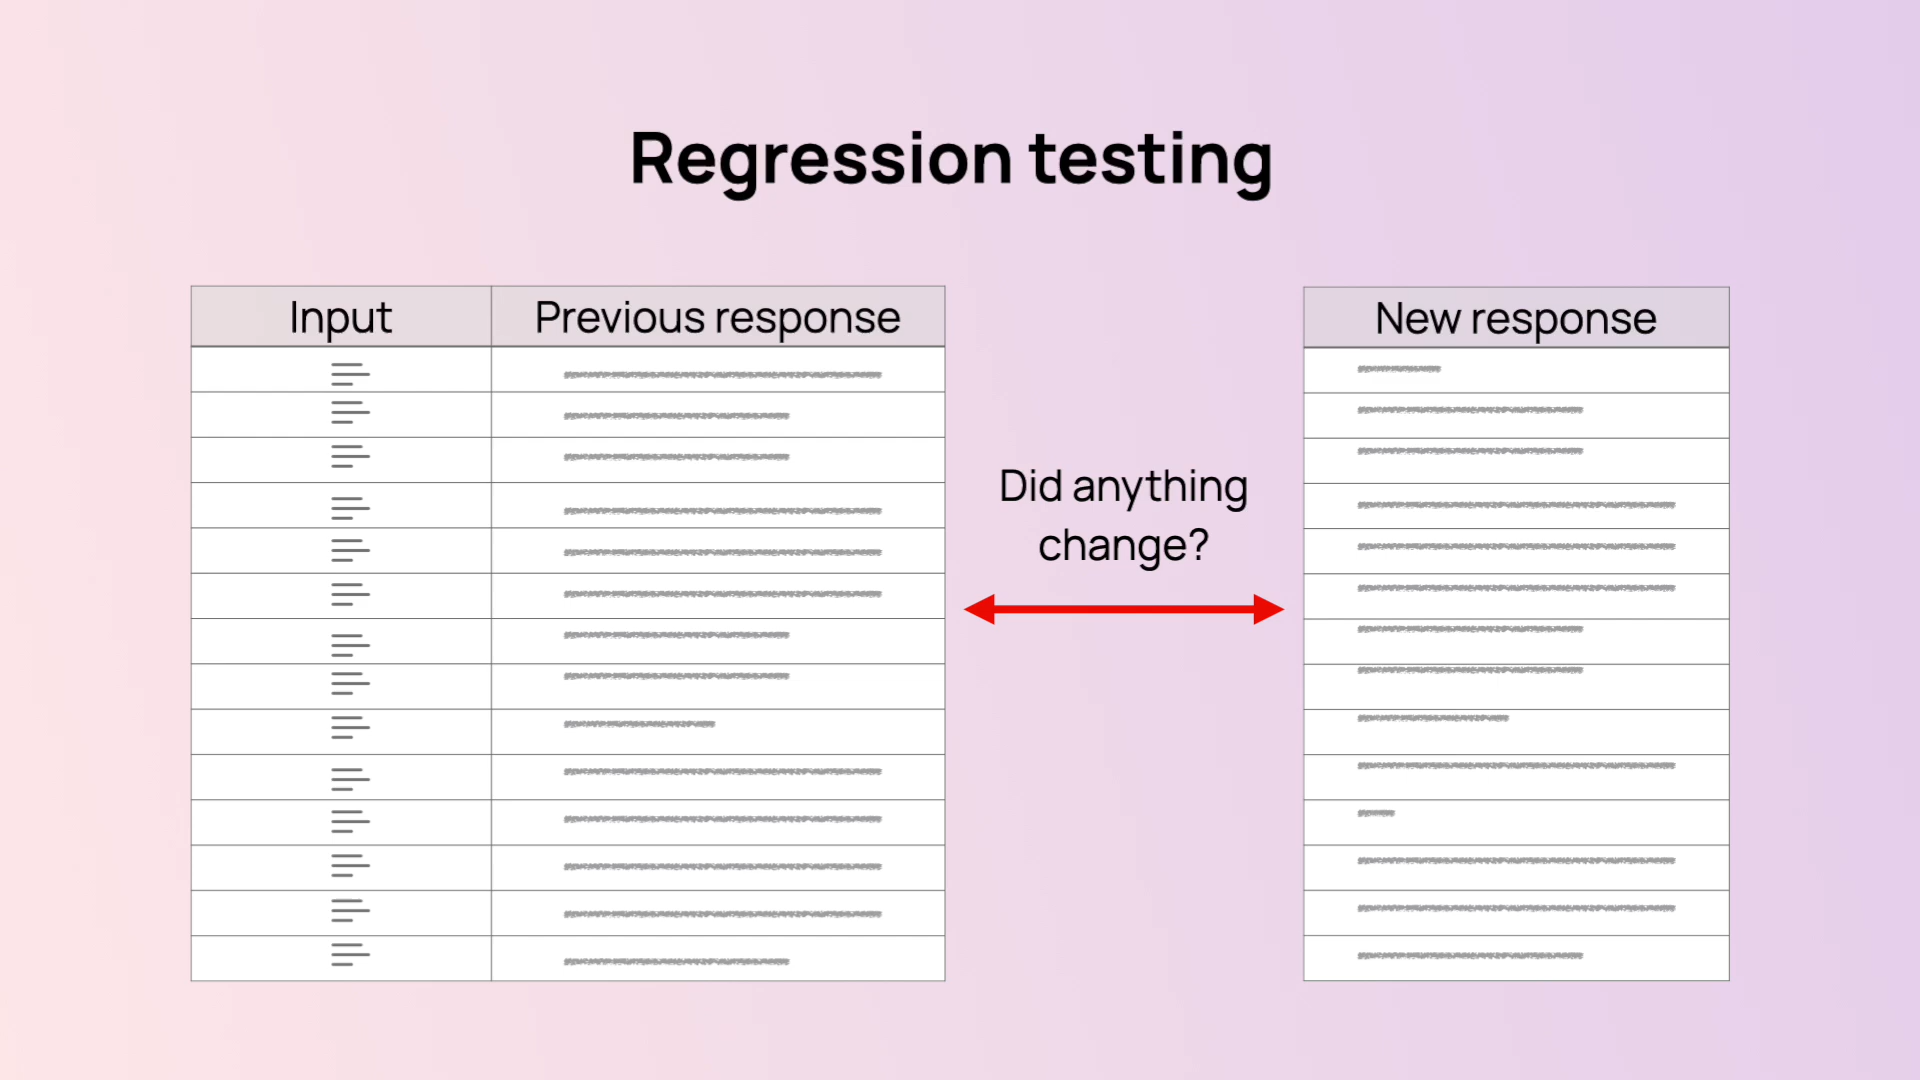 Regression testing
Input
Previous response
New response
Did anything
change?